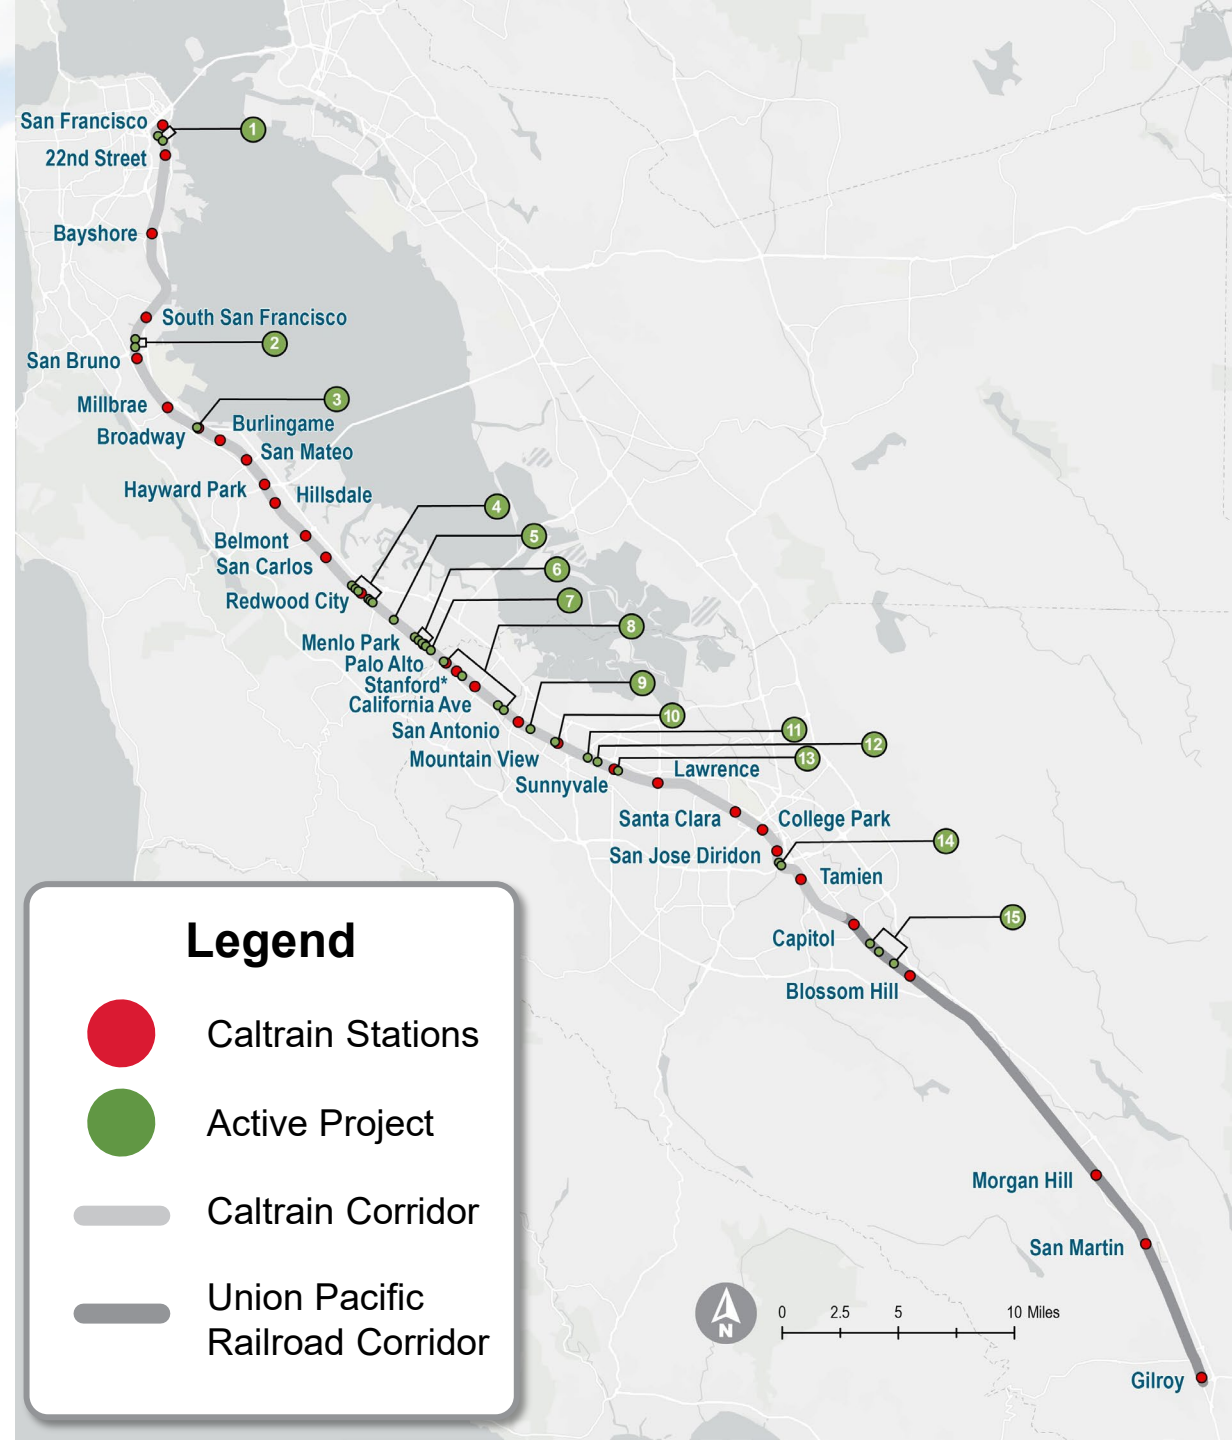 San Francisco
1
22nd Street
Bayshore
South San Francisco
2
San Bruno
3
Millbrae
Burlingame
Broadway
San Mateo
Hayward Park
Hillsdale
4
5
Belmont
San Carlos
6
Redwood City
7
8
Menlo Park
Palo Alto
Stanford*
9
California Ave
10
San Antonio
11
12
Mountain View
13
Lawrence
Sunnyvale
Santa Clara
College Park
14
San Jose Diridon
Tamien
15
Capitol
Blossom Hill
Legend
Caltrain Stations
Active Project
Caltrain Corridor
Union Pacific
Railroad Corridor
Morgan Hill
San Martin
N
0 2.5 5 10 Miles
Gilroy